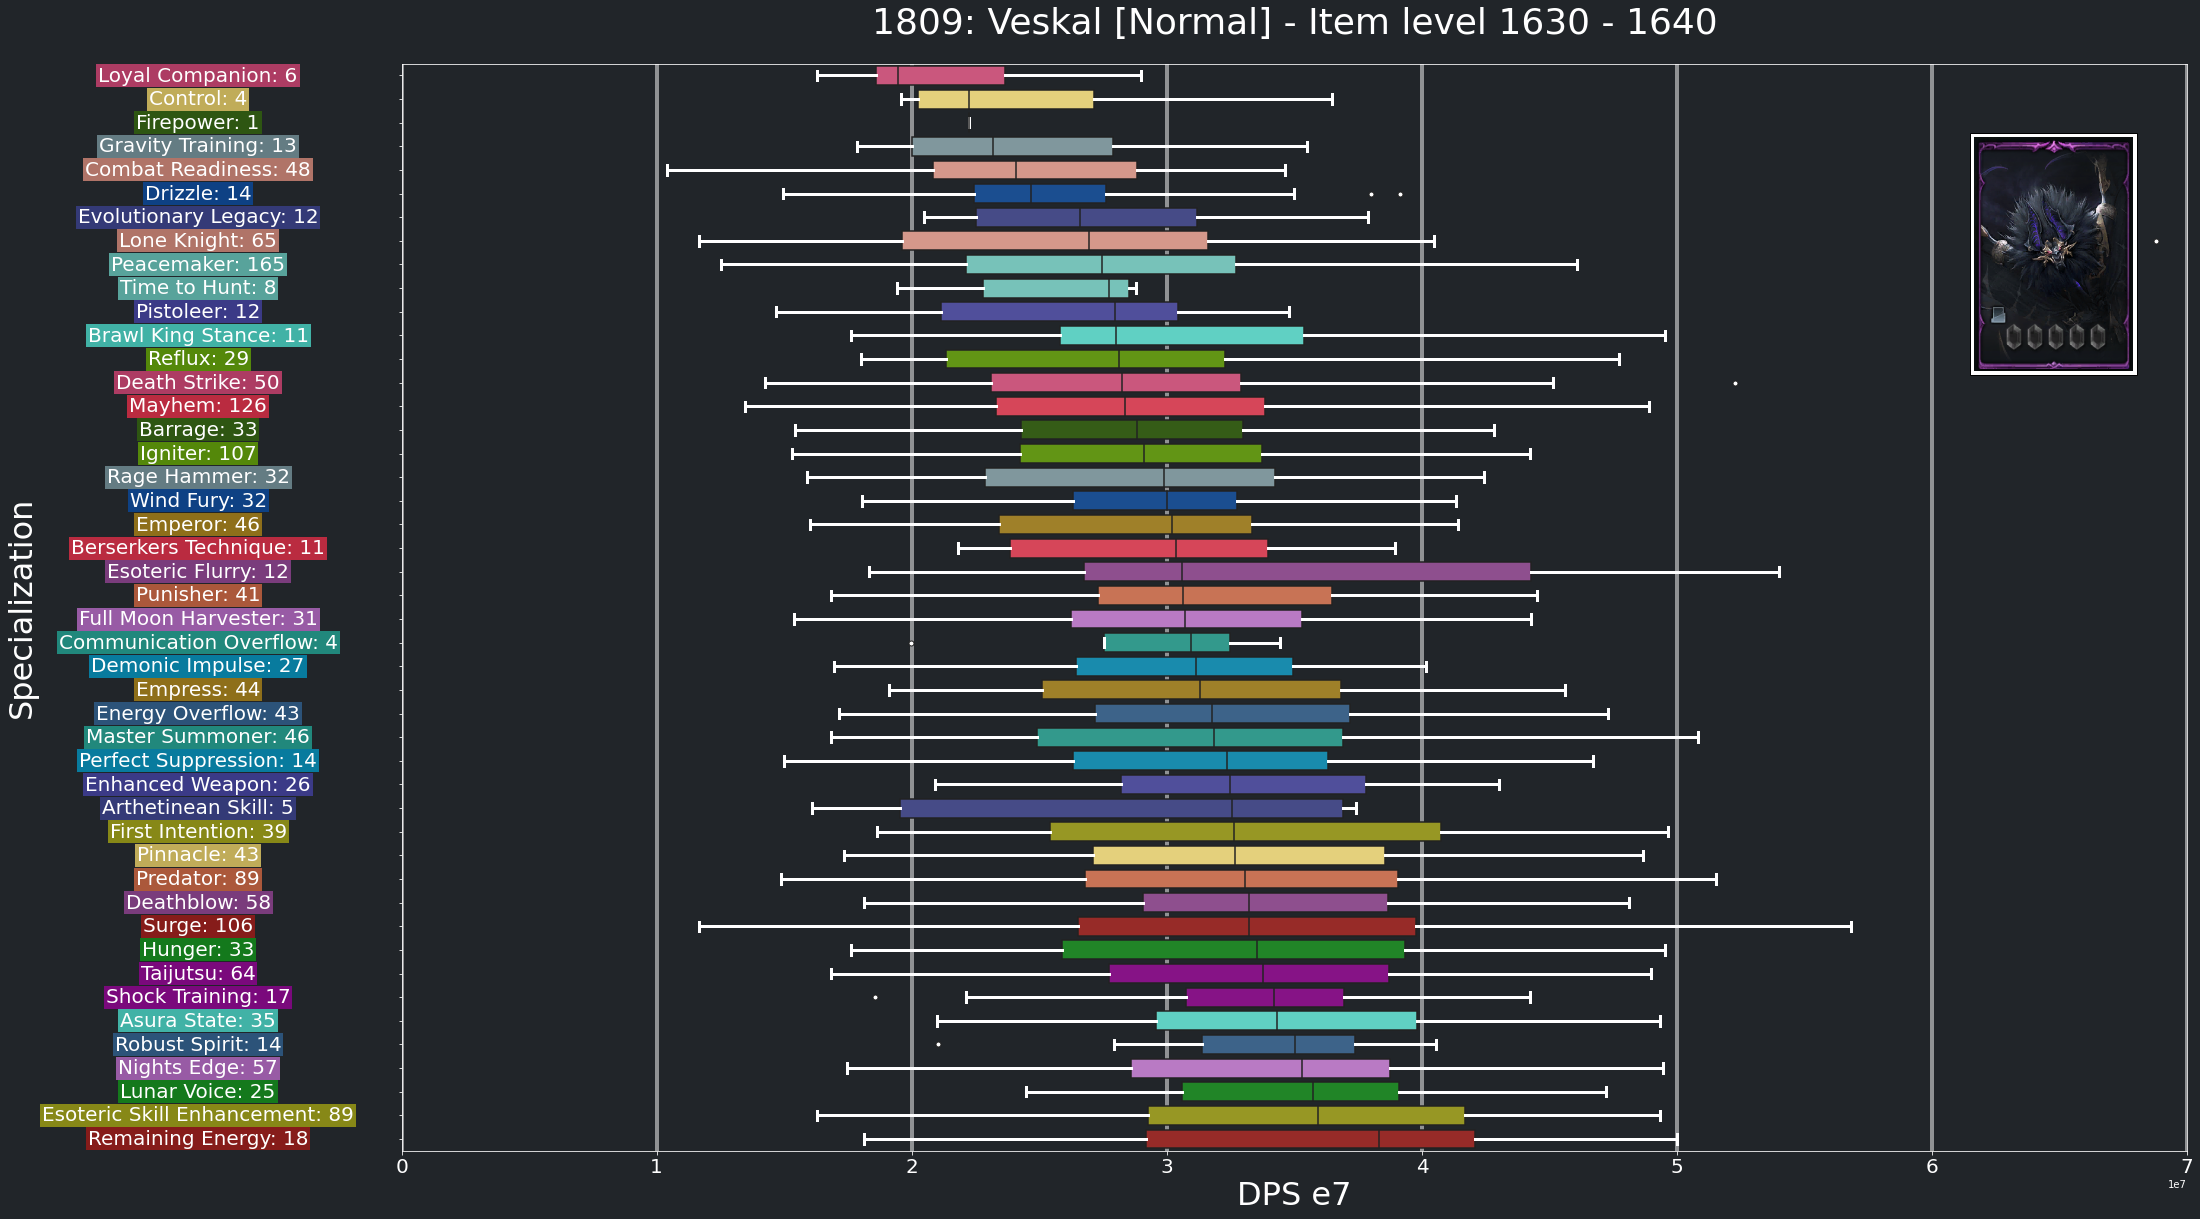 1809: Veskal [Normal] - Item level 1630 - 1640
Specialization
Loyal Companion: 6
Control: 4
Firepower: 1
Gravity Training: 13
Combat Readiness: 48
Drizzle: 14
Evolutionary Legacy: 12
Lone Knight: 65
Peacemaker: 165
Time to Hunt: 8
Pistoleer: 12
Brawl King Stance: 11
Reflux: 29
Death Strike: 50
Mayhem: 126
Barrage: 33
Igniter: 107
Rage Hammer: 32
Wind Fury: 32
Emperor: 46
Berserkers Technique: 11
Esoteric Flurry: 12
Punisher: 41
Full Moon Harvester: 31
Communication Overflow: 4
Demonic Impulse: 27
Empress: 44
Energy Overflow: 43
Master Summoner: 46
Perfect Suppression: 14
Enhanced Weapon: 26
Arthetinean Skill: 5
First Intention: 39
Pinnacle: 43
Predator: 89
Deathblow: 58
Surge: 106
Hunger: 33
Taijutsu: 64
Shock Training: 17
Asura State: 35
Robust Spirit: 14
Nights Edge: 57
Lunar Voice: 25
Esoteric Skill Enhancement: 89
Remaining Energy: 18
0 1 2 3 4 5 6 7
1e7
DPS e7